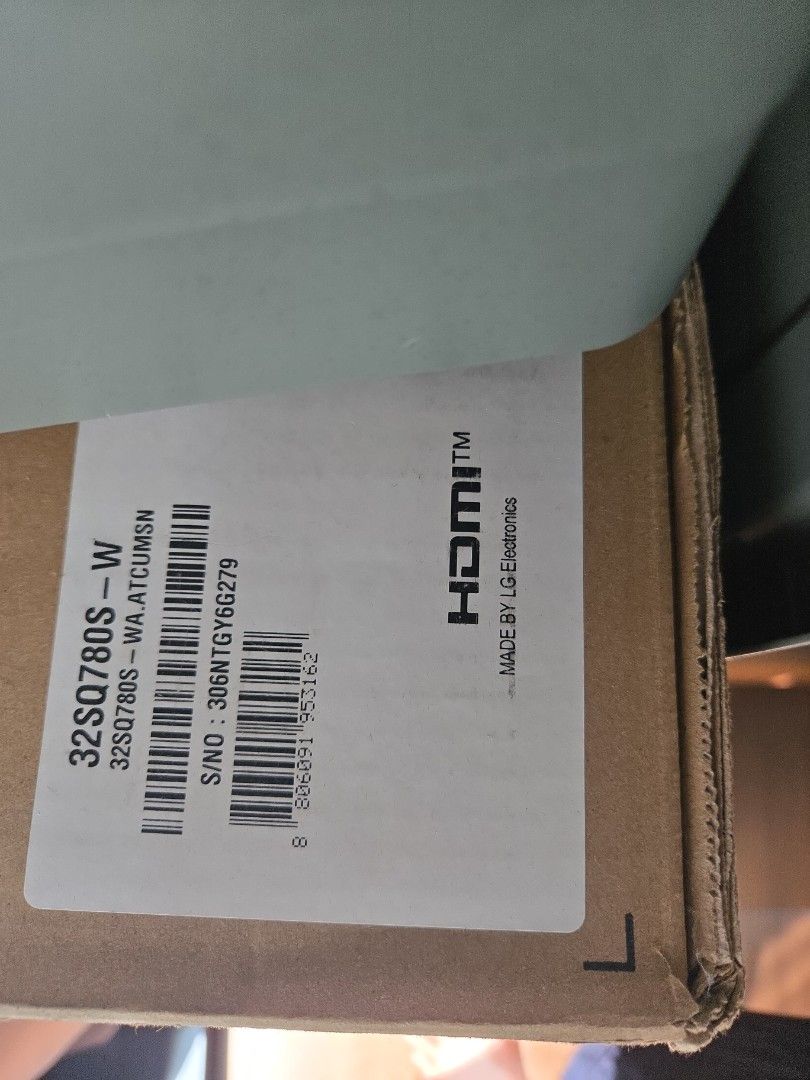 32SQ780S-W
32SQ780S-WA.ATCUMSN
S/NO : 306NTGY6G279
8 806091 953162
HDMI™
MADE BY LG Electronics
L